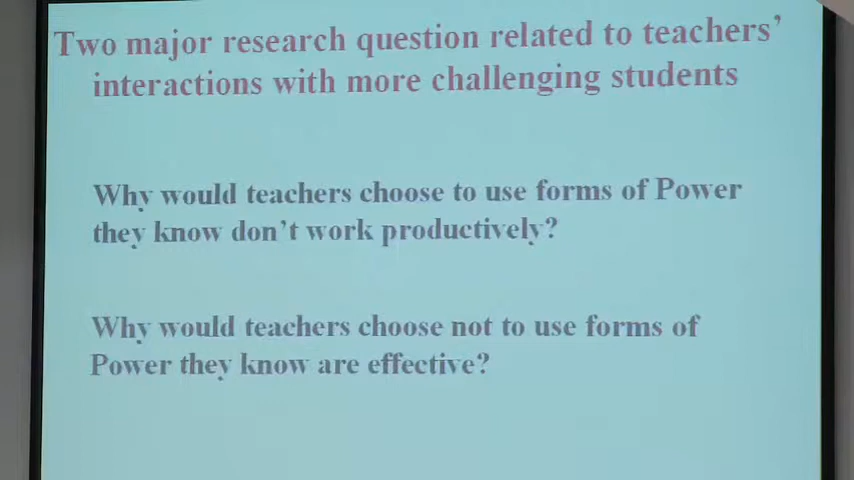 Two major research question related to teachers’
interactions with more challenging students
Why would teachers choose to use forms of Power
they know don’t work productively?
Why would teachers choose not to use forms of
Power they know are effective?